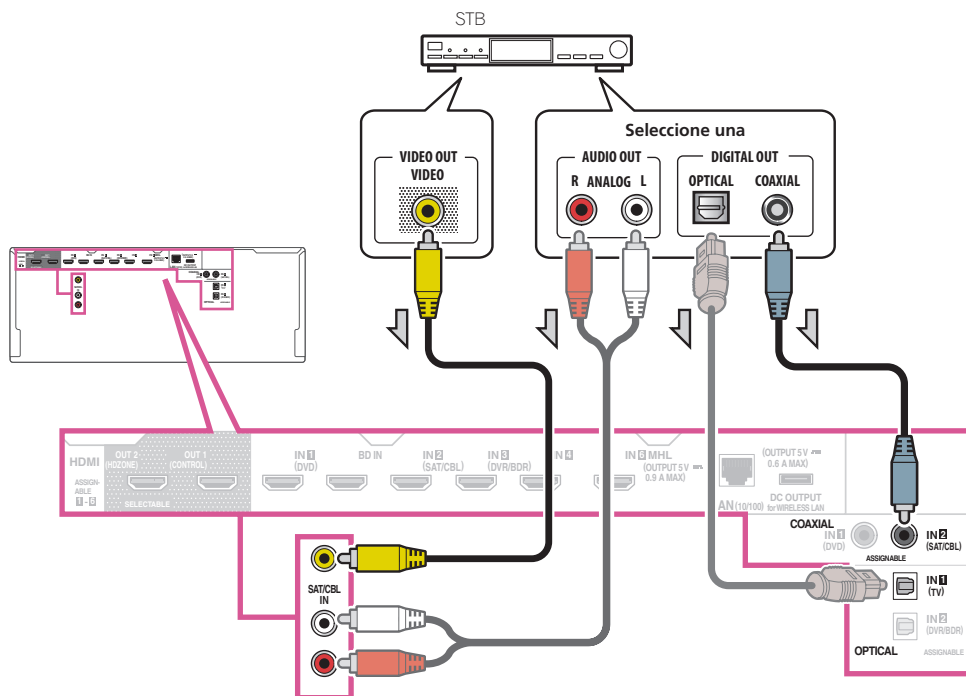 STB
Seleccione una
VIDEO OUT
VIDEO
AUDIO OUT
R ANALOG L
DIGITAL OUT
OPTICAL COAXIAL
HDMI
ASSIGN-
ABLE
1-6
OUT 2
(HDZONE)
OUT 1
(CONTROL)
SELECTABLE
IN 1
(DVD)
BD IN
IN 2
(SAT/CBL)
IN 3
(DVR/BDR)
IN 4
IN 6 MHL
(OUTPUT 5 V
0.9 A MAX)
AN (10/100)
(OUTPUT 5 V
0.6 A MAX)
DC OUTPUT
for WIRELESS LAN
COAXIAL
IN 1
(DVD)
IN 2
(SAT/CBL)
ASSIGNABLE
SAT/CBL
IN
IN 1
(TV)
IN 2
(DVR/BDR)
OPTICAL
ASSIGNABLE